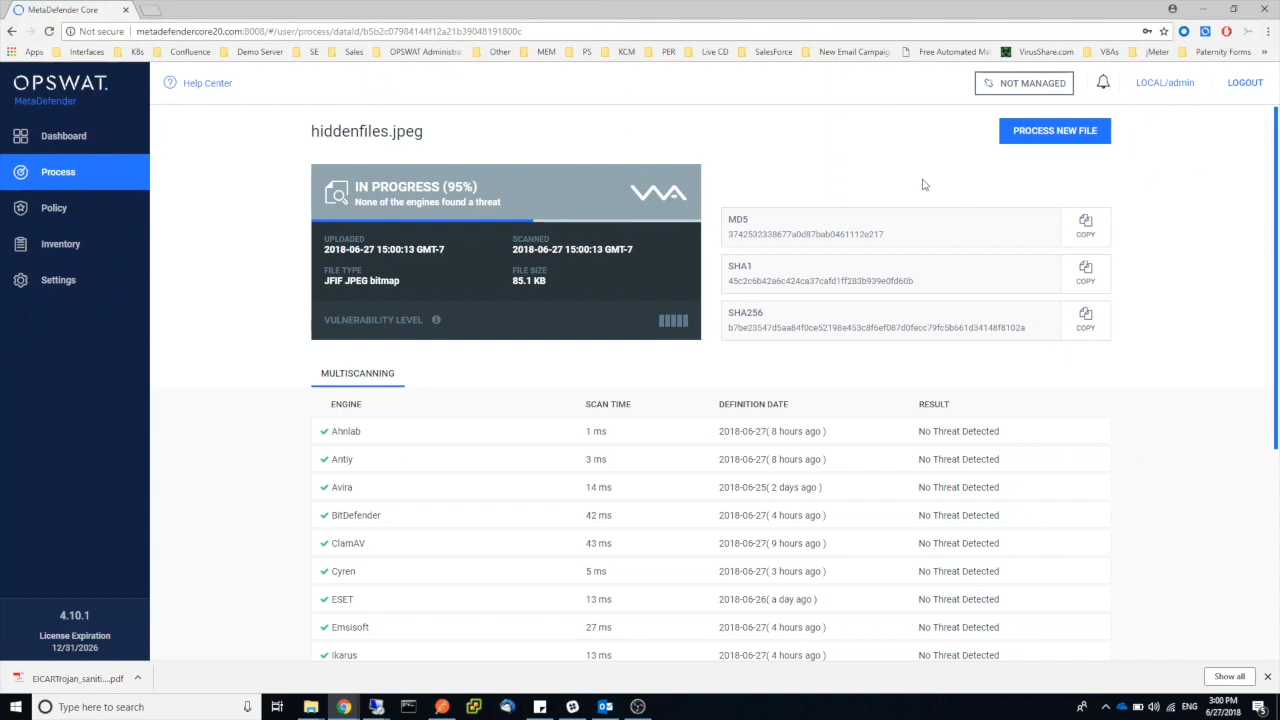 MetaDefender Core
Not secure | metadefendercore20.com:8008/#/user/process/dataId/b5b2c07984144f12a21b39048191800c
Apps Interfaces KBs Confluence Demo Server SE Sales OPSWAT Administra Other MEM PS KCM PER Live CD SalesForce New Email Campaig Free Automated Ma VirusShare.com VBAs jMeter Paternity Forms »
OPSWAT.
MetaDefender
Help Center
NOT MANAGED
LOCAL/admin
LOGOUT
Dashboard
Process
Policy
Inventory
Settings
4.10.1
License Expiration
12/31/2026
hiddenfiles.jpeg
PROCESS NEW FILE
IN PROGRESS (95%)
None of the engines found a threat
UPLOADED SCANNED
2018-06-27 15:00:13 GMT-7 2018-06-27 15:00:13 GMT-7
FILE TYPE FILE SIZE
JFIF JPEG bitmap 85.1 KB
VULNERABILITY LEVEL
MD5
3742532338677a0d87bab0461112e217
COPY
SHA1
45c2c6b42a6c424ca37cafd1ff283b939e0fd60b
COPY
SHA256
b7be23547d5aa84f0ce52198e453c8f6ef087d0fecc79fc5b661d34148f8102a
COPY
MULTISCANNING
ENGINE SCAN TIME DEFINITION DATE RESULT
Ahnlab 1 ms 2018-06-27( 8 hours ago ) No Threat Detected
Antiy 3 ms 2018-06-27( 8 hours ago ) No Threat Detected
Avira 14 ms 2018-06-25( 2 days ago ) No Threat Detected
BitDefender 42 ms 2018-06-27( 4 hours ago ) No Threat Detected
ClamAV 43 ms 2018-06-27( 9 hours ago ) No Threat Detected
Cyren 5 ms 2018-06-27( 3 hours ago ) No Threat Detected
ESET 13 ms 2018-06-26( a day ago ) No Threat Detected
Emsisoft 27 ms 2018-06-27( 4 hours ago ) No Threat Detected
Ikarus 13 ms 2018-06-27( 4 hours ago ) No Threat Detected
EICARTrojan_saniti....pdf
Show all
Type here to search
ENG
3:00 PM
6/27/2018